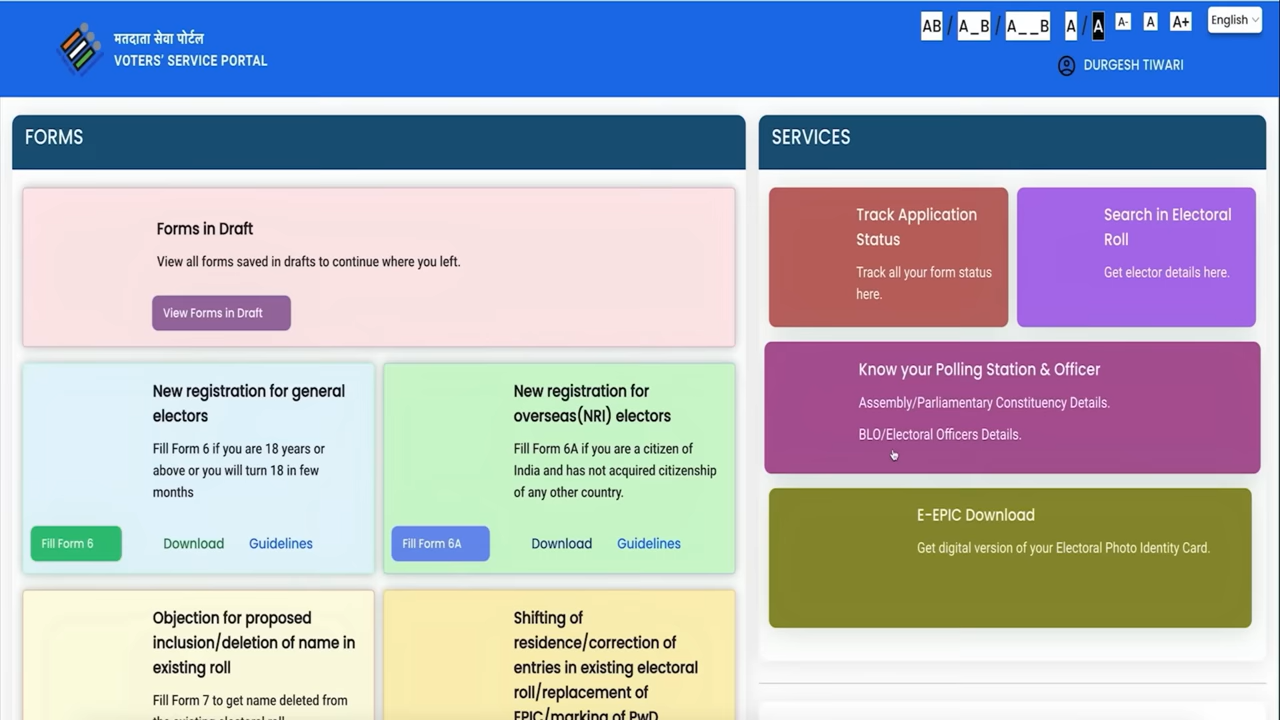 मतदाता सेवा पोर्टल
VOTERS' SERVICE PORTAL
AB / A_B / A__B A / A A- A A+ English
DURGESH TIWARI
FORMS
Forms in Draft
View all forms saved in drafts to continue where you left.
View Forms in Draft
New registration for general
electors
Fill Form 6 if you are 18 years or
above or you will turn 18 in few
months
Fill Form 6 Download Guidelines
New registration for
overseas(NRI) electors
Fill Form 6A if you are a citizen of
India and has not acquired citizenship
of any other country.
Fill Form 6A Download Guidelines
Objection for proposed
inclusion/deletion of name in
existing roll
Fill Form 7 to get name deleted from
the existing electoral roll
Shifting of
residence/correction of
entries in existing electoral
roll/replacement of
EPIC/marking of PwD
SERVICES
Track Application
Status
Track all your form status
here.
Search in Electoral
Roll
Get elector details here.
Know your Polling Station & Officer
Assembly/Parliamentary Constituency Details.
BLO/Electoral Officers Details.
E-EPIC Download
Get digital version of your Electoral Photo Identity Card.